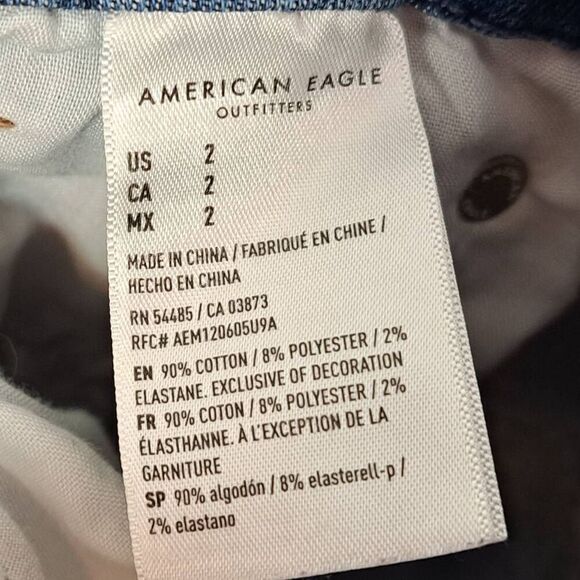 AMERICAN EAGLE
OUTFITTERS
US 2
CA 2
MX 2
MADE IN CHINA / FABRIQUÉ EN CHINE /
HECHO EN CHINA
RN 54485 / CA 03873
RFC# AEM120605U9A
EN 90% COTTON / 8% POLYESTER / 2%
ELASTANE. EXCLUSIVE OF DECORATION
FR 90% COTON / 8% POLYESTER / 2%
ÉLASTHANNE. À L'EXCEPTION DE LA
GARNITURE
SP 90% algodón / 8% elasterell-p /
2% elastano